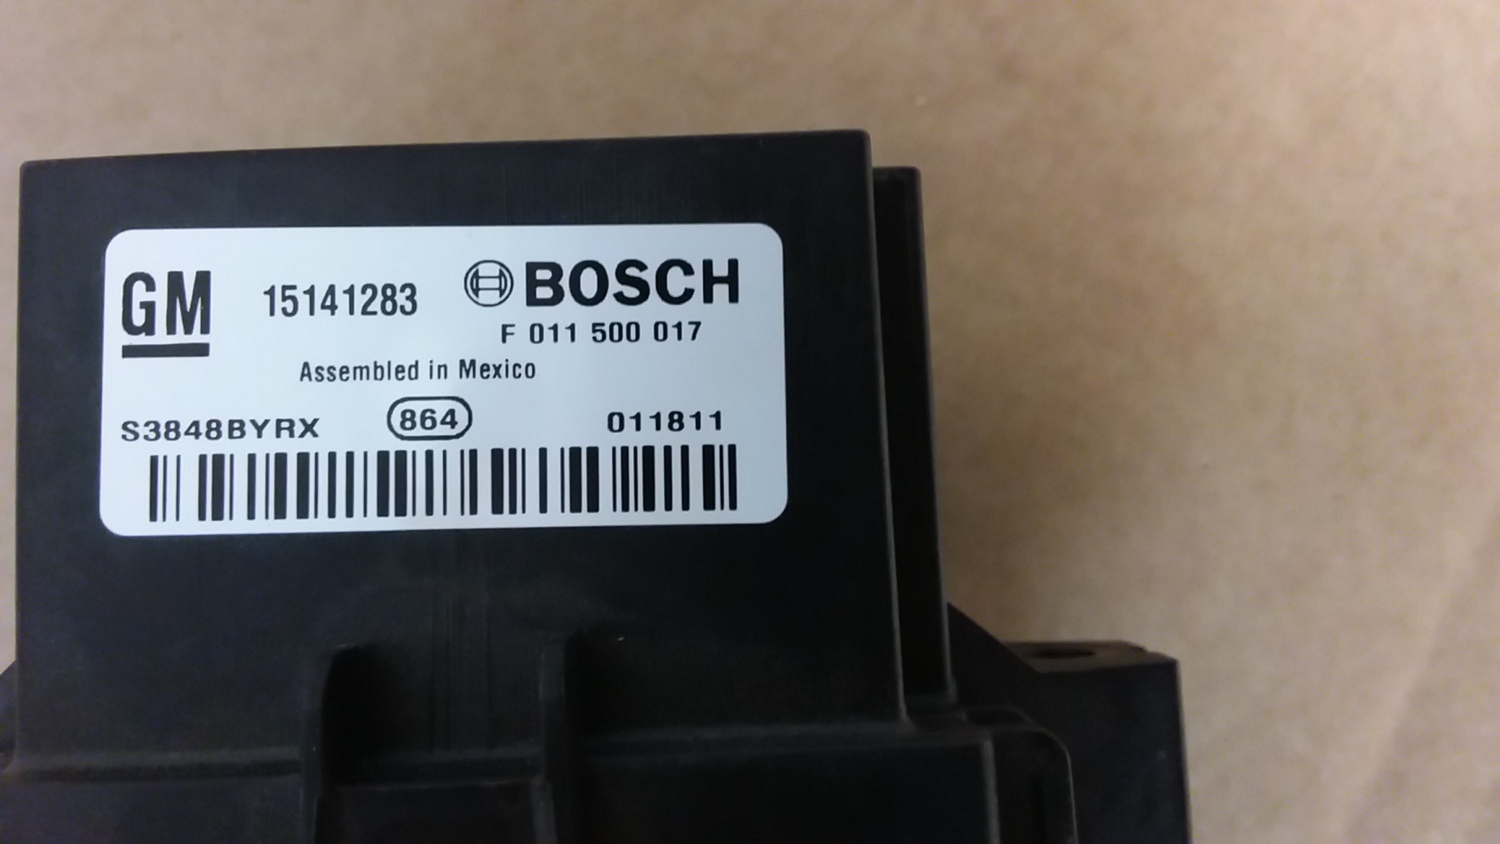 GM 15141283 BOSCH
F 011 500 017
Assembled in Mexico
S3848BYRX 864 011811